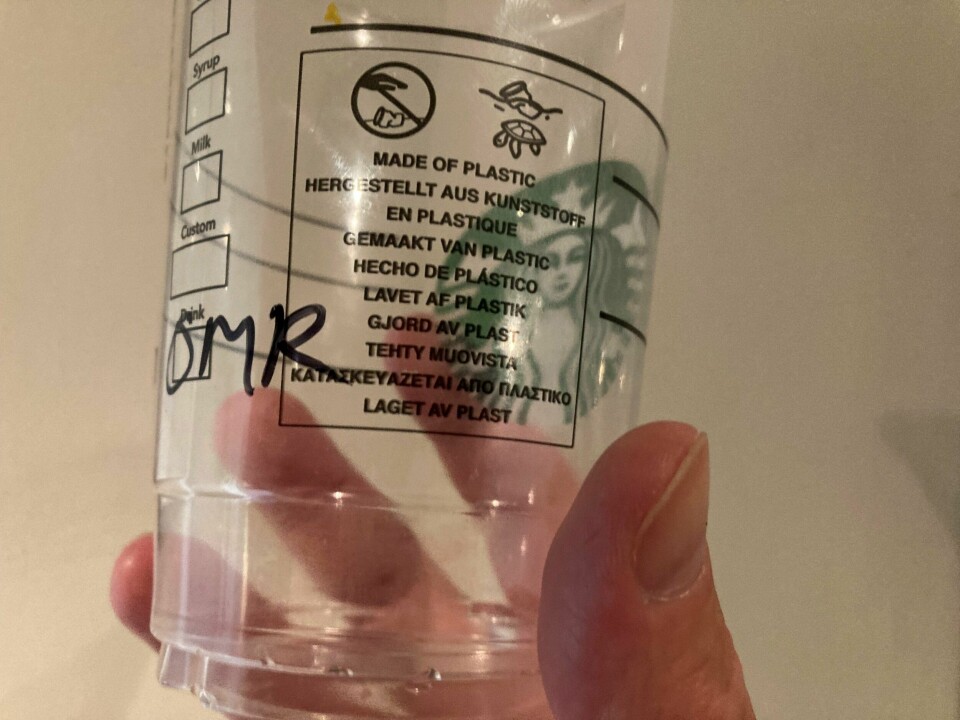 Syrup
Milk
Custom
Drink
OMR
MADE OF PLASTIC
HERGESTELLT AUS KUNSTSTOFF
EN PLASTIQUE
GEMAAKT VAN PLASTIC
HECHO DE PLÁSTICO
LAVET AF PLASTIK
GJORD AV PLAST
TEHTY MUOVISTA
ΚΑΤΑΣΚΕΥΑΖΕΤΑΙ ΑΠΟ ΠΛΑΣΤΙΚΟ
LAGET AV PLAST